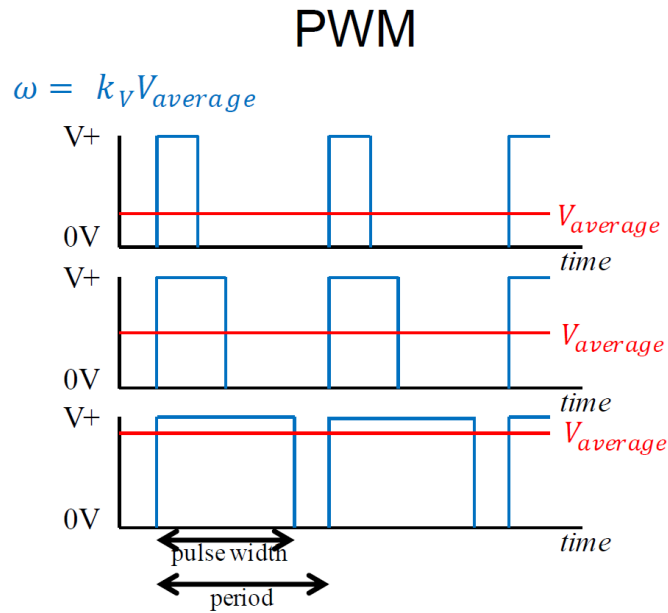 PWM
ω = k_V V_average
V+
V_average
0V
time
V+
V_average
0V
time
V+
V_average
0V
time
pulse width
period